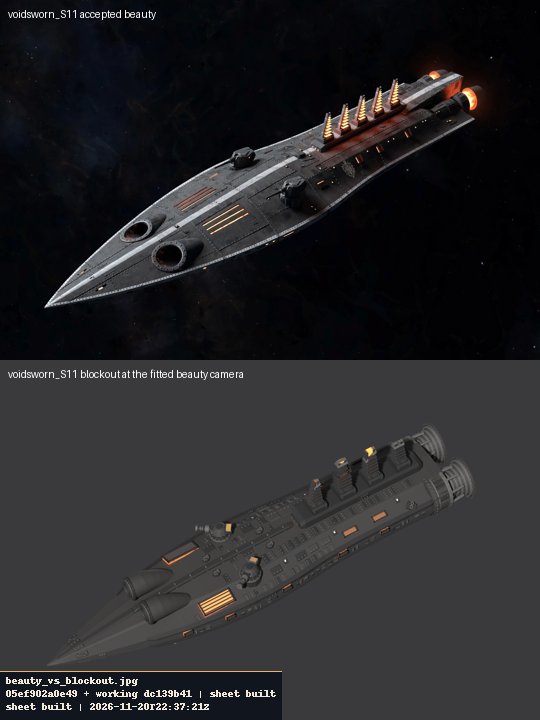 voidsworn_S11 accepted beauty
voidsworn_S11 blockout at the fitted beauty camera
beauty_vs_blockout.jpg
05ef902a0e49 + working dc139b41 | sheet built
sheet built | 2026-11-20T22:37:21Z